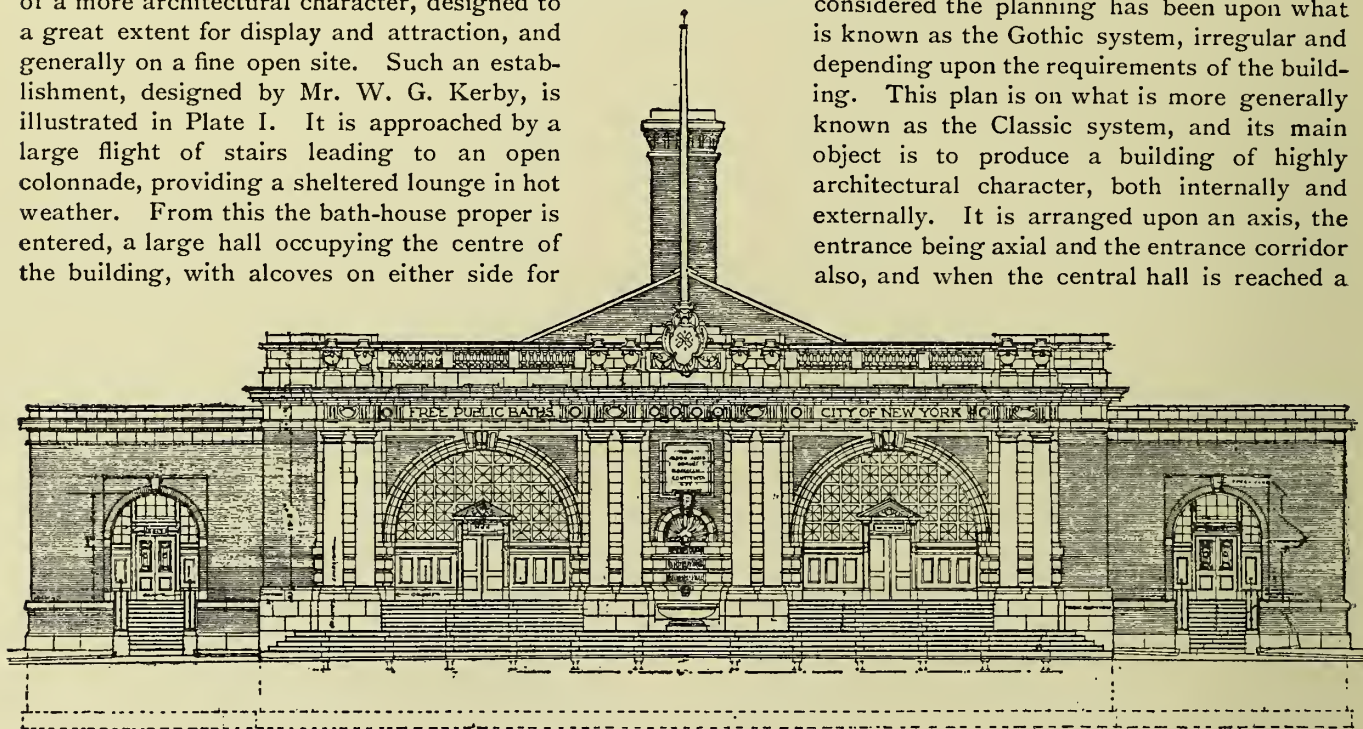 of a more architectural character, designed to
a great extent for display and attraction, and
generally on a fine open site. Such an estab-
lishment, designed by Mr. W. G. Kerby, is
illustrated in Plate I. It is approached by a
large flight of stairs leading to an open
colonnade, providing a sheltered lounge in hot
weather. From this the bath-house proper is
entered, a large hall occupying the centre of
the building, with alcoves on either side for
considered the planning has been upon what
is known as the Gothic system, irregular and
depending upon the requirements of the build-
ing. This plan is on what is more generally
known as the Classic system, and its main
object is to produce a building of highly
architectural character, both internally and
externally. It is arranged upon an axis, the
entrance being axial and the entrance corridor
also, and when the central hall is reached a
FREE PUBLIC BATHS
CITY OF NEW YORK